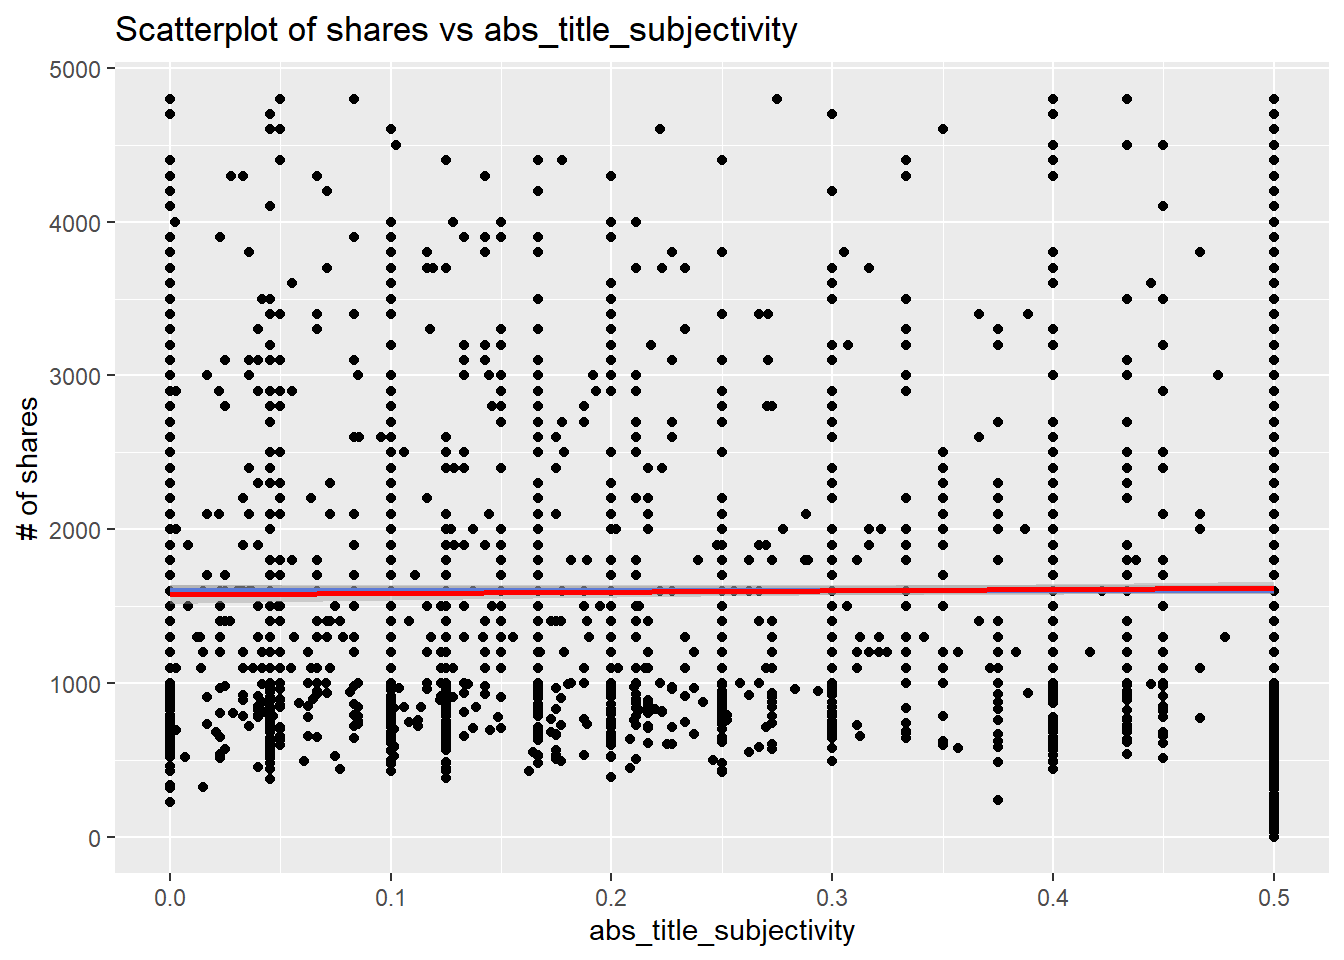 Scatterplot of shares vs abs_title_subjectivity
5000
4000
3000
2000
1000
0
# of shares
0.0 0.1 0.2 0.3 0.4 0.5
abs_title_subjectivity